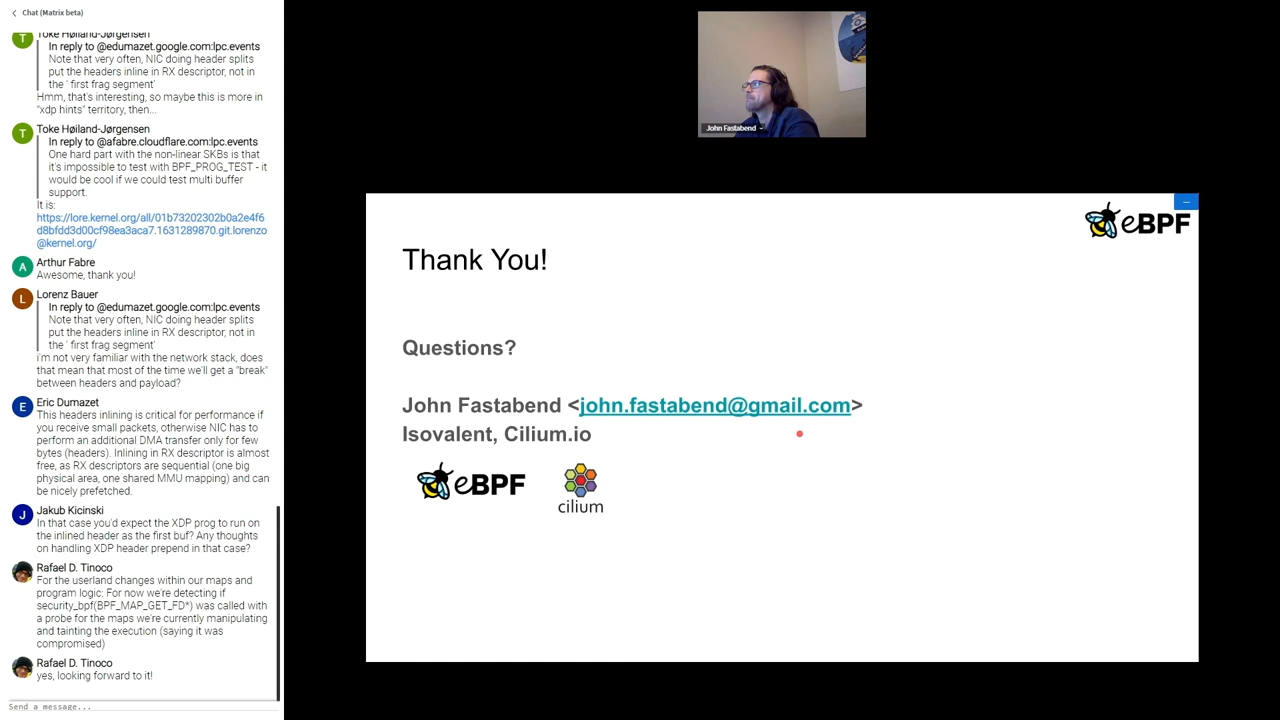 Chat (Matrix beta)
Toke Høiland-Jørgensen
In reply to @edumazet.google.com:lpc.events
Note that very often, NIC doing header splits
put the headers inline in RX descriptor, not in
the ' first frag segment'
Hmm, that's interesting, so maybe this is more in
"xdp hints" territory, then...
T
Toke Høiland-Jørgensen
In reply to @afabre.cloudflare.com:lpc.events
One hard part with the non-linear SKBs is that
it's impossible to test with BPF_PROG_TEST - it
would be cool if we could test multi buffer
support.
It is:
https://lore.kernel.org/all/01b73202302b0a2e4f6
d8bfdd3d00cf98ea3aca7.1631289870.git.lorenzo
@kernel.org/
A
Arthur Fabre
Awesome, thank you!
L
Lorenz Bauer
In reply to @edumazet.google.com:lpc.events
Note that very often, NIC doing header splits
put the headers inline in RX descriptor, not in
the ' first frag segment'
i'm not very familiar with the network stack, does
that mean that most of the time we'll get a "break"
between headers and payload?
E
Eric Dumazet
This headers inlining is critical for performance if
you receive small packets, otherwise NIC has to
perform an additional DMA transfer only for few
bytes (headers). Inlining in RX descriptor is almost
free, as RX descriptors are sequential (one big
physical area, one shared MMU mapping) and can
be nicely prefetched.
J
Jakub Kicinski
In that case you'd expect the XDP prog to run on
the inlined header as the first buf? Any thoughts
on handling XDP header prepend in that case?
Rafael D. Tinoco
For the userland changes within our maps and
program logic: For now we're detecting if
security_bpf(BPF_MAP_GET_FD*) was called with
a probe for the maps we're currently manipulating
and tainting the execution (saying it was
compromised)
Rafael D. Tinoco
yes, looking forward to it!
Send a message...
John Fastabend
eBPF
Thank You!
Questions?
John Fastabend <john.fastabend@gmail.com>
Isovalent, Cilium.io
eBPF
cilium